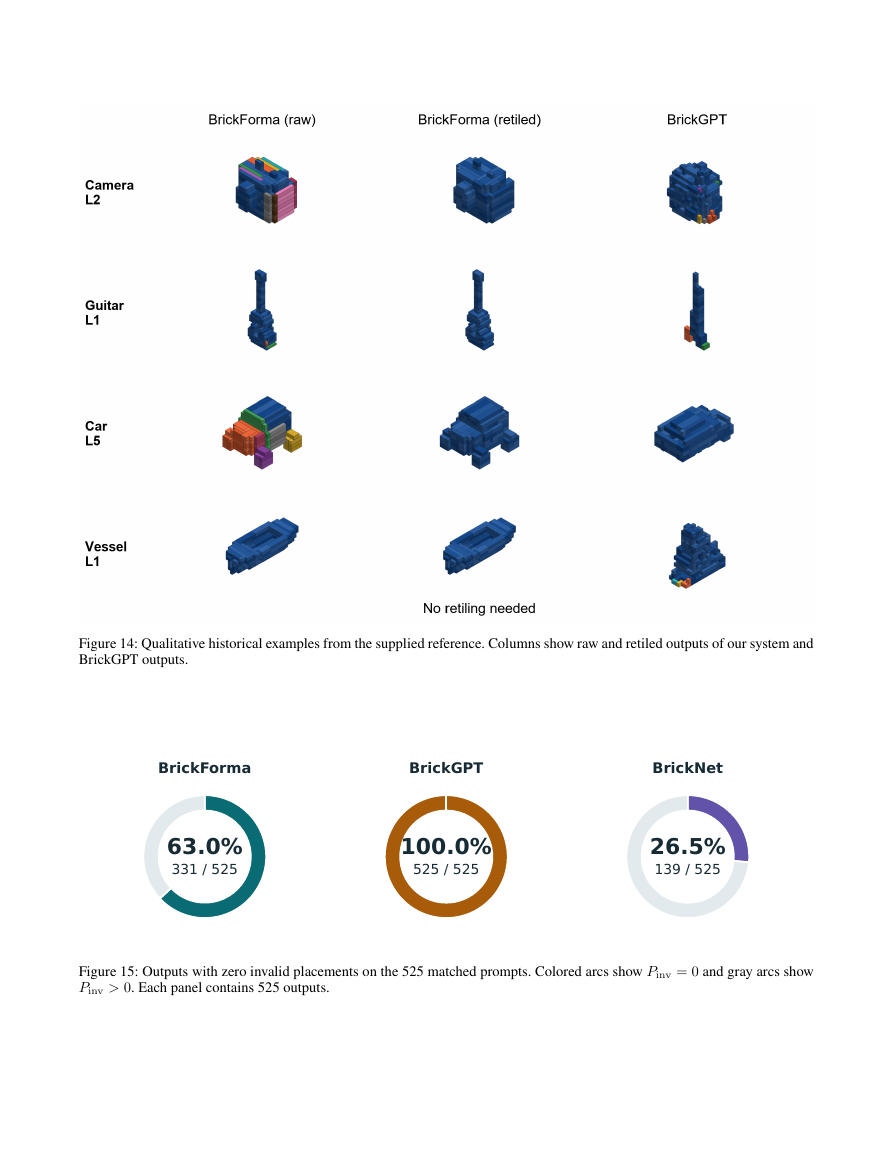 BrickForma (raw) BrickForma (retiled) BrickGPT
Camera
L2
Guitar
L1
Car
L5
Vessel
L1
No retiling needed
Figure 14: Qualitative historical examples from the supplied reference. Columns show raw and retiled outputs of our system and
BrickGPT outputs.
BrickForma BrickGPT BrickNet
63.0% 100.0% 26.5%
331 / 525 525 / 525 139 / 525
Figure 15: Outputs with zero invalid placements on the 525 matched prompts. Colored arcs show Pinv = 0 and gray arcs show
Pinv > 0. Each panel contains 525 outputs.